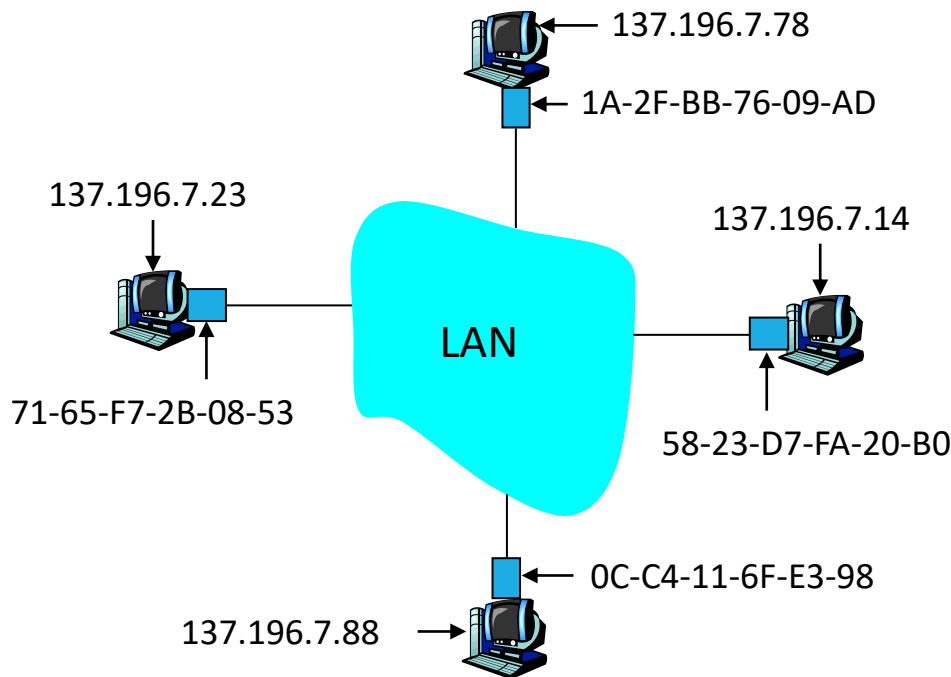 137.196.7.78
1A-2F-BB-76-09-AD
137.196.7.23
137.196.7.14
LAN
71-65-F7-2B-08-53
58-23-D7-FA-20-B0
0C-C4-11-6F-E3-98
137.196.7.88